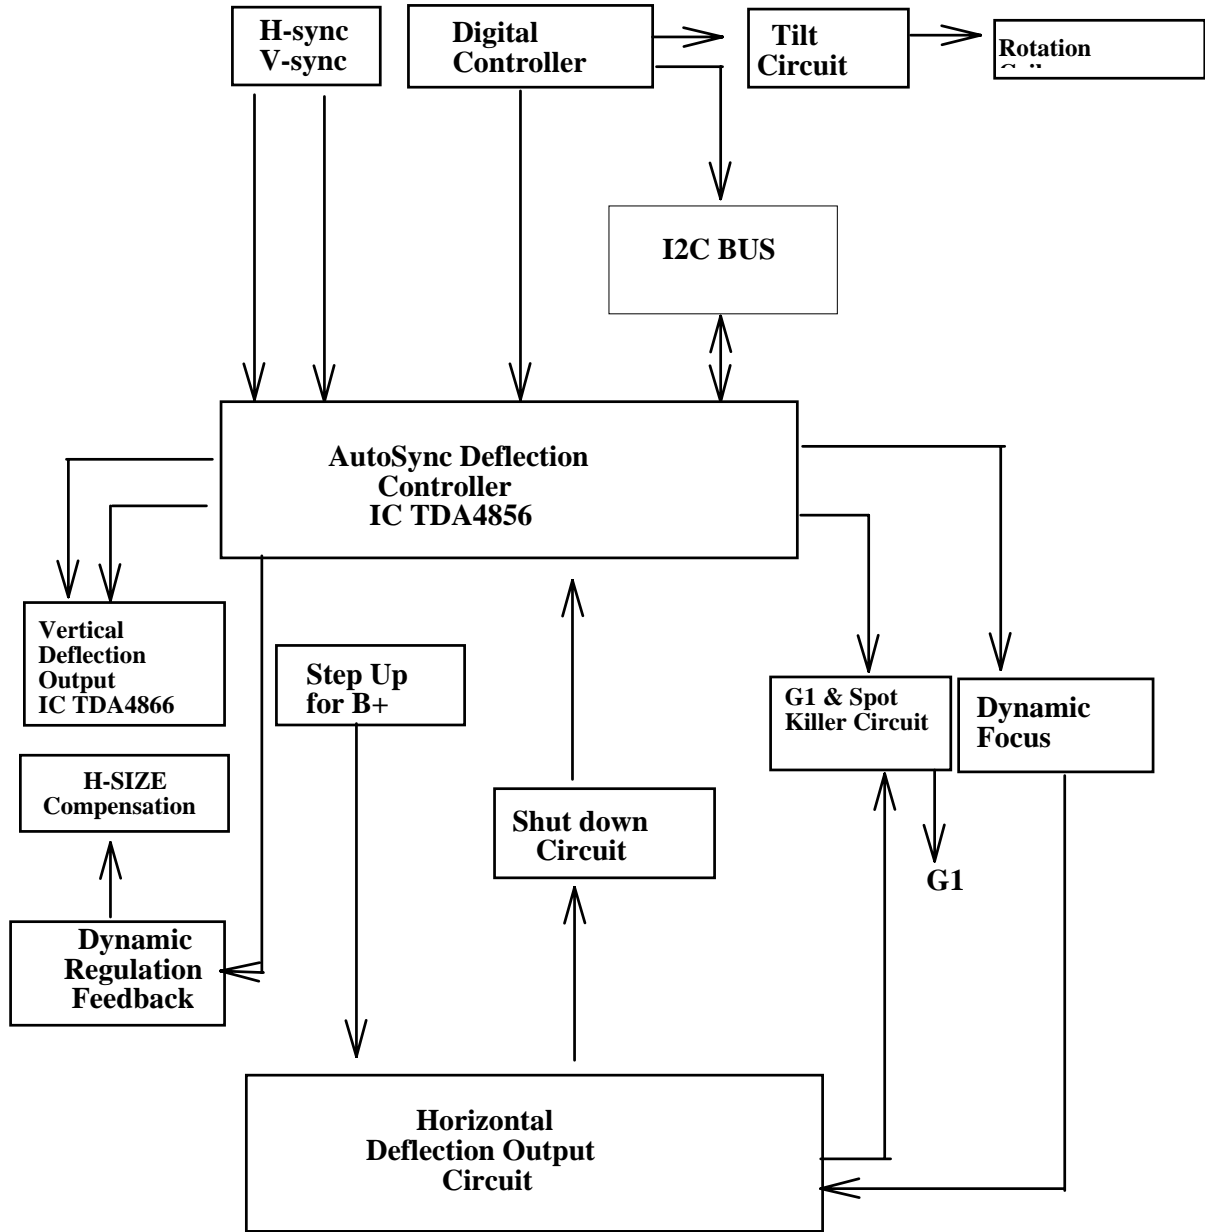 H-sync
V-sync
Digital
Controller
Tilt
Circuit
Rotation
I2C BUS
AutoSync Deflection
Controller
IC TDA4856
Vertical
Deflection
Output
IC TDA4866
Step Up
for B+
G1 & Spot
Killer Circuit
Dynamic
Focus
H-SIZE
Compensation
Shut down
Circuit
G1
Dynamic
Regulation
Feedback
Horizontal
Deflection Output
Circuit